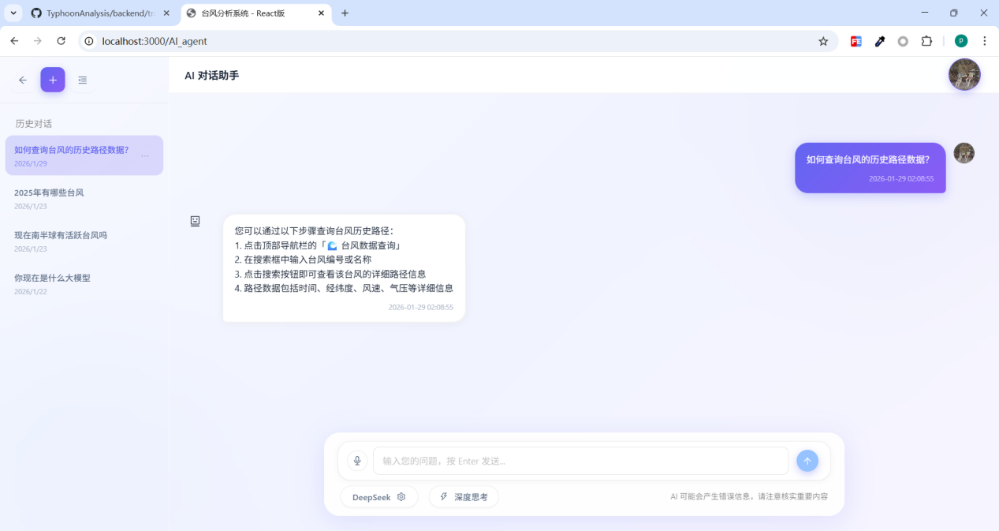 TyphoonAnalysis/backend/tr
台风分析系统 - React版
localhost:3000/AI_agent
FE
P
AI 对话助手
历史对话
如何查询台风的历史路径数据？
...
2026/1/29
2025年有哪些台风
2026/1/23
现在南半球有活跃台风吗
2026/1/23
你现在是什么大模型
2026/1/22
如何查询台风的历史路径数据？
2026-01-29 02:08:55
您可以通过以下步骤查询台风历史路径：
1. 点击顶部导航栏的「🌊 台风数据查询」
2. 在搜索框中输入台风编号或名称
3. 点击搜索按钮即可查看该台风的详细路径信息
4. 路径数据包括时间、经纬度、风速、气压等详细信息
2026-01-29 02:08:55
输入您的问题，按 Enter 发送...
DeepSeek
深度思考
AI 可能会产生错误信息，请注意核实重要内容